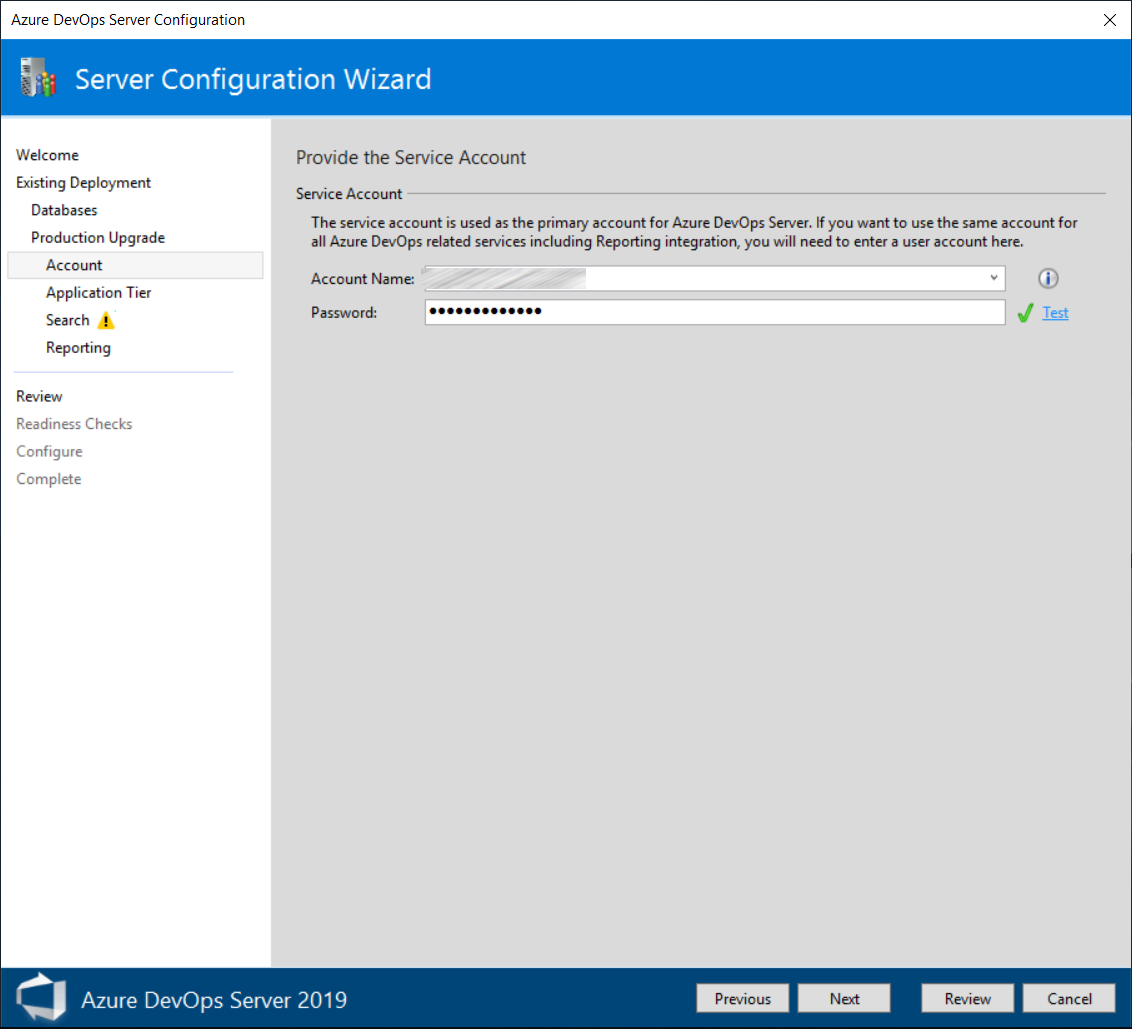 Azure DevOps Server Configuration
Server Configuration Wizard
Welcome
Existing Deployment
Databases
Production Upgrade
Account
Application Tier
Search
Reporting
Review
Readiness Checks
Configure
Complete
Provide the Service Account
Service Account
The service account is used as the primary account for Azure DevOps Server. If you want to use the same account for
all Azure DevOps related services including Reporting integration, you will need to enter a user account here.
Account Name:
Password: ●●●●●●●●●●●●● Test
Azure DevOps Server 2019
Previous Next Review Cancel